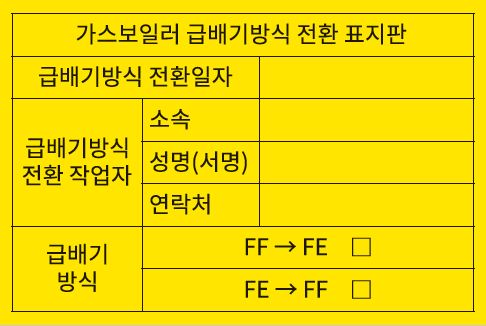 가스보일러 급배기방식 전환 표지판
급배기방식 전환일자
급배기방식
전환 작업자
소속
성명(서명)
연락처
급배기
방식
FF → FE □
FE → FF □